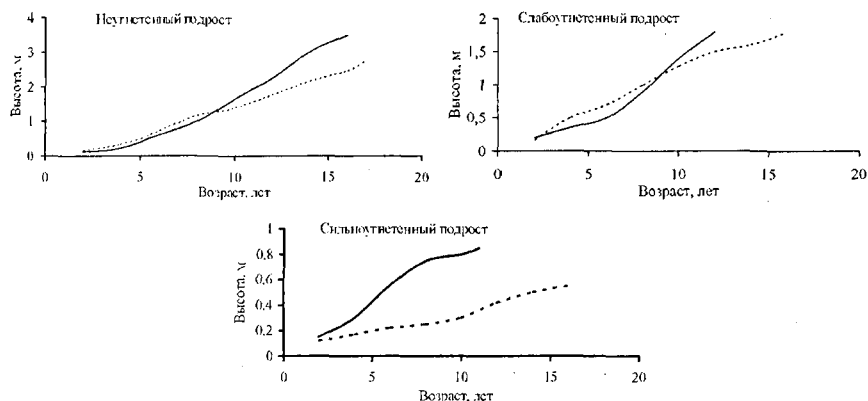 Неугнетенный подрост
4
3
2
1
0
Высота, м
0 5 10 15 20
Возраст, лет
Слабоугнетенный подрост
2
1,5
1
0,5
0
Высота, м
0 5 10 15 20
Возраст, лет
Сильноугнетенный подрост
1
0,8
0,6
0,4
0,2
0
Высота, м
0 5 10 15 20
Возраст, лет